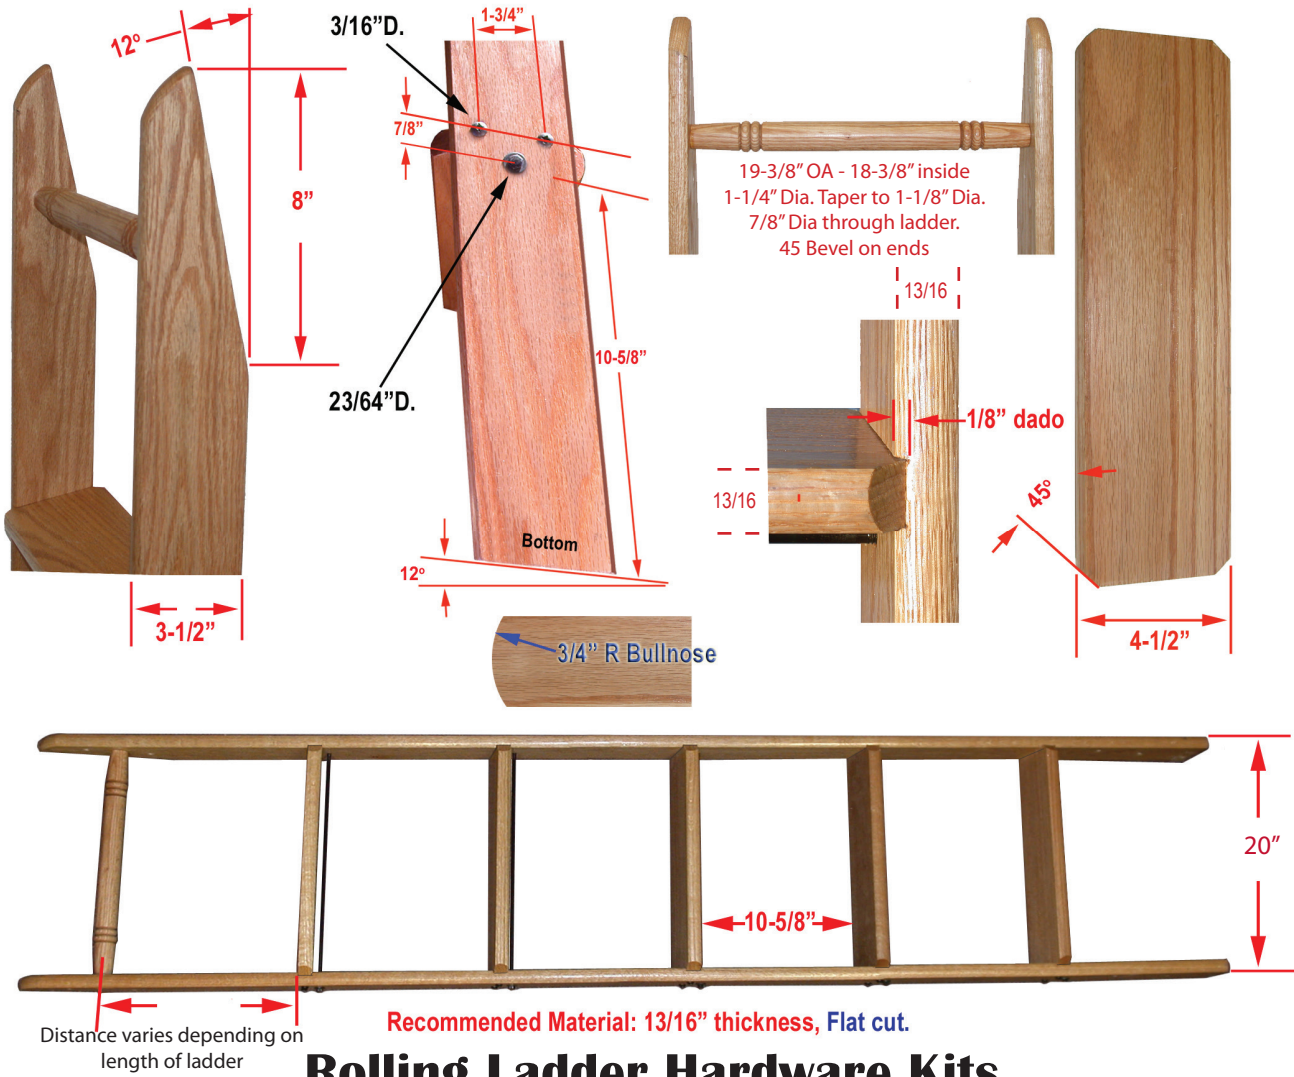 12º
8”
3-1/2”
3/16”D.
1-3/4”
7/8”
23/64”D.
10-5/8”
Bottom
12º
3/4” R Bullnose
19-3/8” OA - 18-3/8” inside
1-1/4” Dia. Taper to 1-1/8” Dia.
7/8” Dia through ladder.
45 Bevel on ends
13/16
1/8” dado
13/16
45º
4-1/2”
10-5/8”
20”
Distance varies depending on
length of ladder
Recommended Material: 13/16” thickness, Flat cut.
Rolling Ladder Hardware Kits